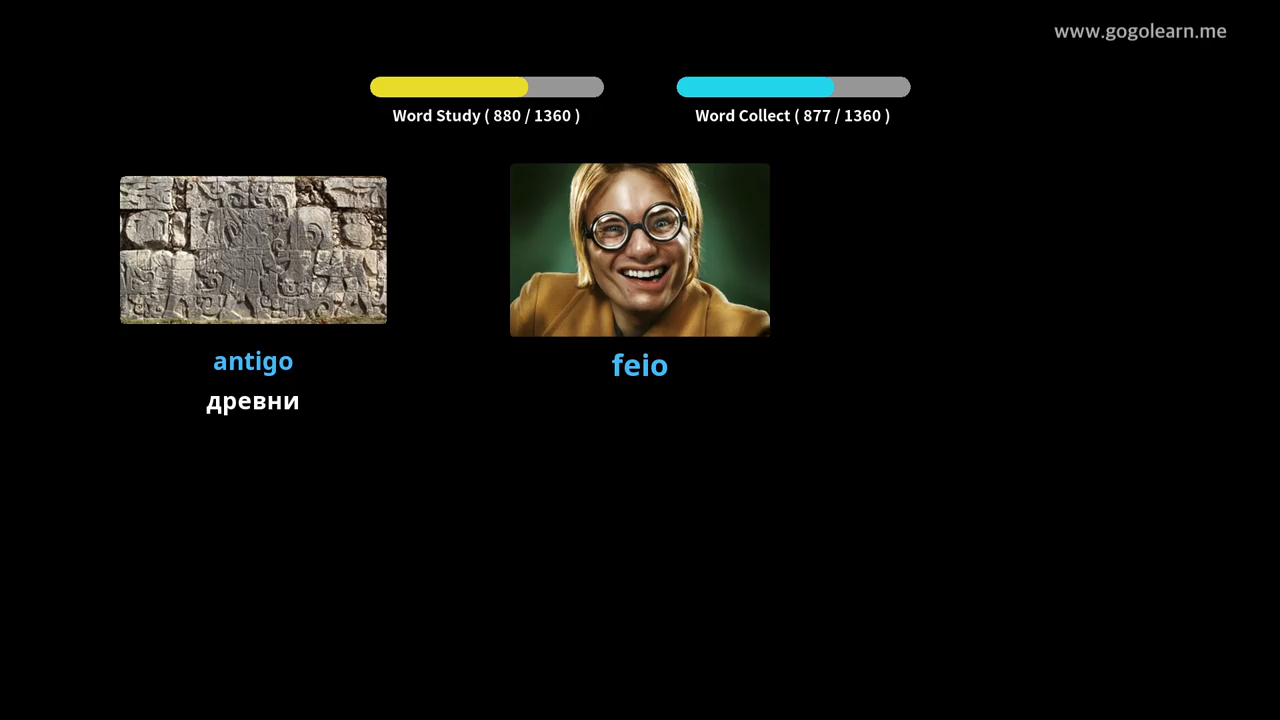 www.gogolearn.me
Word Study ( 880 / 1360 )
Word Collect ( 877 / 1360 )
antigo
древни
feio